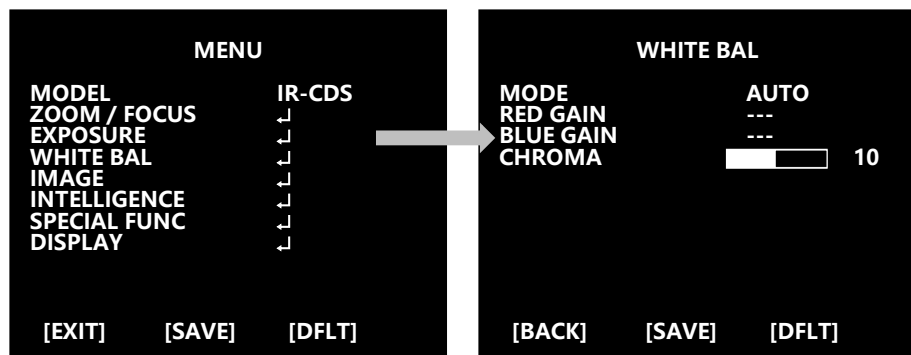 MENU
MODEL IR-CDS
ZOOM / FOCUS ↵
EXPOSURE ↵
WHITE BAL ↵
IMAGE ↵
INTELLIGENCE ↵
SPECIAL FUNC ↵
DISPLAY ↵
[EXIT] [SAVE] [DFLT]
WHITE BAL
MODE AUTO
RED GAIN ---
BLUE GAIN ---
CHROMA 10
[BACK] [SAVE] [DFLT]